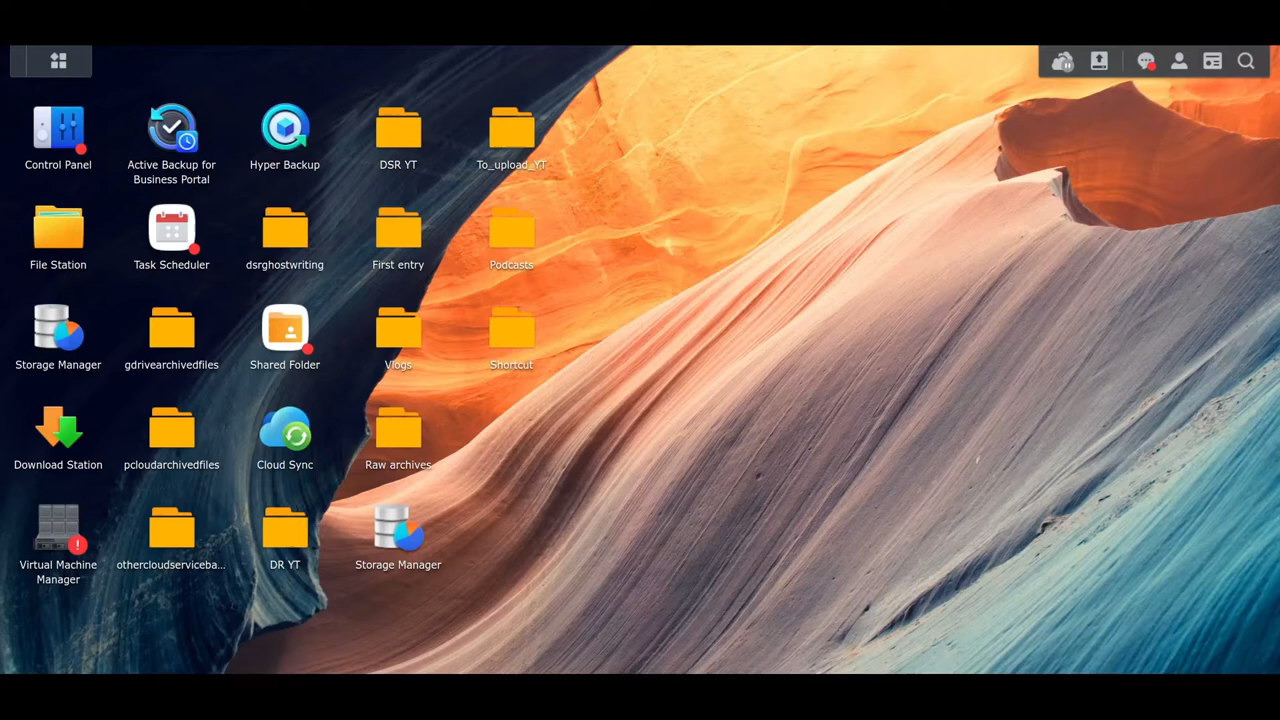 Control Panel
Active Backup for
Business Portal
Hyper Backup
DSR YT
To_upload_YT
File Station
Task Scheduler
dsrghostwriting
First entry
Podcasts
Storage Manager
gdrivearchivedfiles
Shared Folder
Vlogs
Shortcut
Download Station
pcloudarchivedfiles
Cloud Sync
Raw archives
Virtual Machine
Manager
othercloudserviceba...
DR YT
Storage Manager